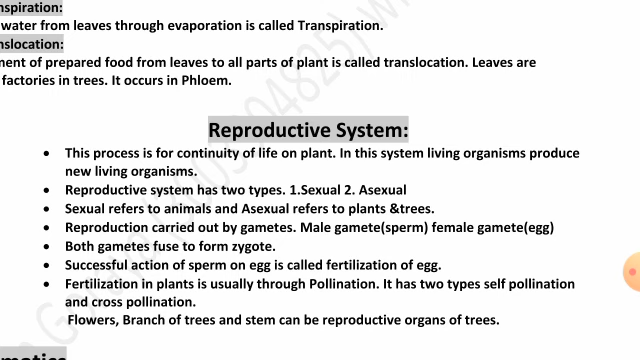 nspiration:
water from leaves through evaporation is called Transpiration.
nslocation:
ment of prepared food from leaves to all parts of plant is called translocation. Leaves are
factories in trees. It occurs in Phloem.
Reproductive System:
• This process is for continuity of life on plant. In this system living organisms produce
new living organisms.
• Reproductive system has two types. 1.Sexual 2. Asexual
• Sexual refers to animals and Asexual refers to plants &trees.
• Reproduction carried out by gametes. Male gamete(sperm) female gamete(egg)
• Both gametes fuse to form zygote.
• Successful action of sperm on egg is called fertilization of egg.
• Fertilization in plants is usually through Pollination. It has two types self pollination
and cross pollination.
Flowers, Branch of trees and stem can be reproductive organs of trees.